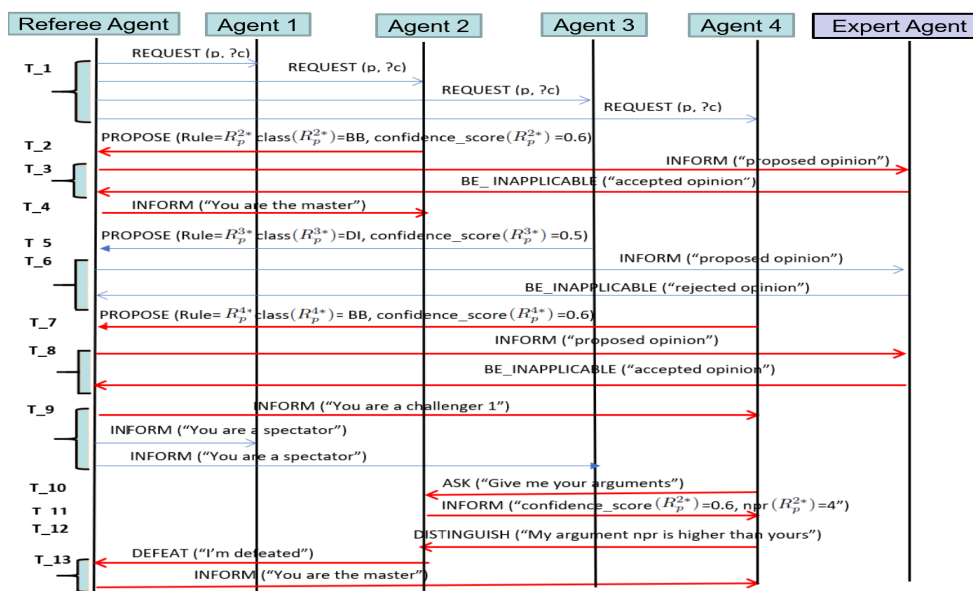 Referee Agent
Agent 1
Agent 2
Agent 3
Agent 4
Expert Agent
T_1
REQUEST (p, ?c)
REQUEST (p, ?c)
REQUEST (p, ?c)
REQUEST (p, ?c)
T_2
PROPOSE (Rule=R_p^{2*} class(R_p^{2*})=BB, confidence_score(R_p^{2*}) =0.6)
T_3
INFORM (“proposed opinion”)
BE_ INAPPLICABLE (“accepted opinion”)
T_4
INFORM (“You are the master”)
T_5
PROPOSE (Rule=R_p^{3*} class(R_p^{3*})=DI, confidence_score(R_p^{3*}) =0.5)
T_6
INFORM (“proposed opinion”)
BE_INAPPLICABLE (“rejected opinion”)
T_7
PROPOSE (Rule= R_p^{4*} class(R_p^{4*})= BB, confidence_score(R_p^{4*}) =0.6)
T_8
INFORM (“proposed opinion”)
BE_INAPPLICABLE (“accepted opinion”)
T_9
INFORM (“You are a challenger 1”)
INFORM (“You are a spectator”)
INFORM (“You are a spectator”)
T_10
ASK (“Give me your arguments”)
T_11
INFORM (“confidence_score(R_p^{2*})=0.6, npr(R_p^{2*})=4”)
T_12
DISTINGUISH (“My argument npr is higher than yours”)
T_13
DEFEAT (“I’m defeated”)
INFORM (“You are the master”)